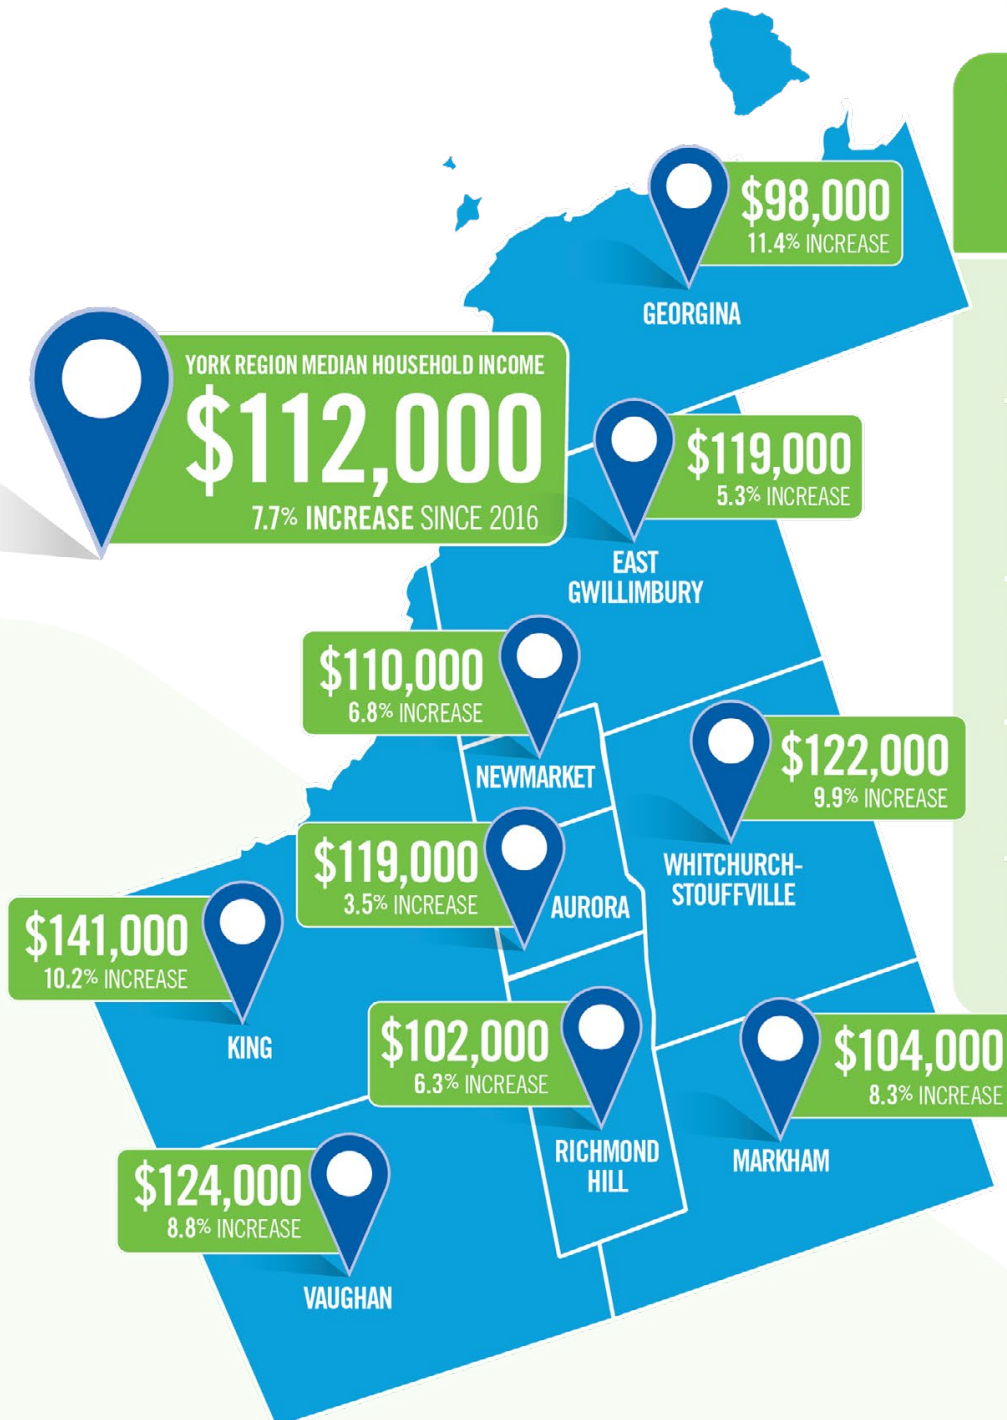 $98,000
11.4% INCREASE
GEORGINA
YORK REGION MEDIAN HOUSEHOLD INCOME
$112,000
7.7% INCREASE SINCE 2016
$119,000
5.3% INCREASE
EAST
GWILLIMBURY
$110,000
6.8% INCREASE
NEWMARKET
$122,000
9.9% INCREASE
WHITCHURCH-
STOUFFVILLE
$119,000
3.5% INCREASE
AURORA
$141,000
10.2% INCREASE
KING
$102,000
6.3% INCREASE
RICHMOND
HILL
$104,000
8.3% INCREASE
MARKHAM
$124,000
8.8% INCREASE
VAUGHAN